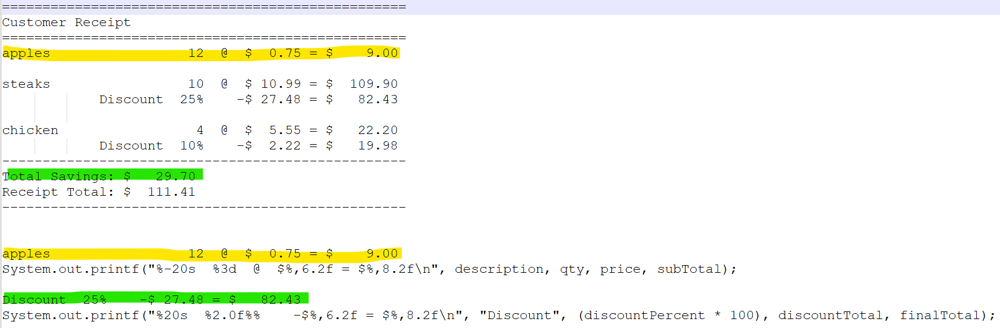 ==================================================
Customer Receipt
==================================================
apples                 12  @  $  0.75 = $    9.00
steaks                 10  @  $ 10.99 = $  109.90
            Discount  25%    -$ 27.48 = $   82.43
chicken                 4  @  $  5.55 = $   22.20
            Discount  10%    -$  2.22 = $   19.98
--------------------------------------------------
Total Savings: $   29.70
Receipt Total: $  111.41
--------------------------------------------------
apples                 12  @  $  0.75 = $    9.00
System.out.printf("%-20s  %3d  @  $%,6.2f = $%,8.2f\n", description, qty, price, subTotal);
Discount  25%    -$ 27.48 = $   82.43
System.out.printf("%20s  %2.0f%%    -$%,6.2f = $%,8.2f\n", "Discount", (discountPercent * 100), discountTotal, finalTotal);